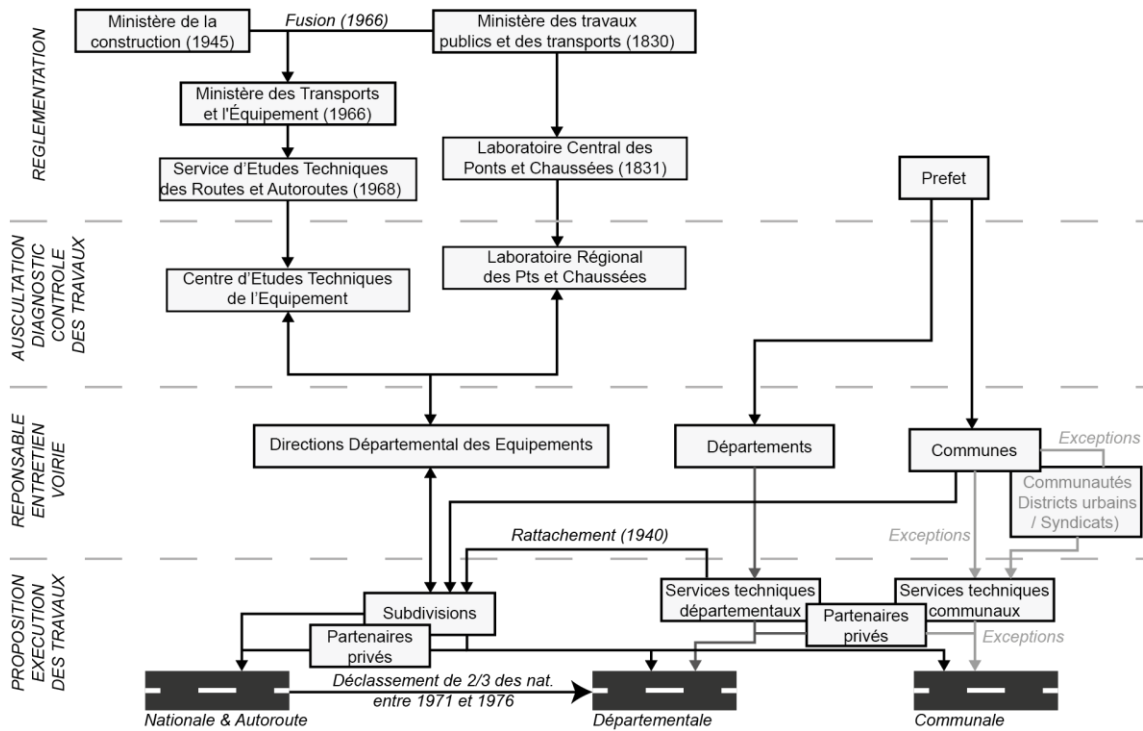 REGLEMENTATION
Ministère de la
construction (1945)
Fusion (1966)
Ministère des travaux
publics et des transports (1830)
Ministère des Transports
et l'Équipement (1966)
Service d'Etudes Techniques
des Routes et Autoroutes (1968)
Laboratoire Central des
Ponts et Chaussées (1831)
Prefet
AUSCULTATION
DIAGNOSTIC
CONTROLE
DES TRAVAUX
Centre d'Etudes Techniques
de l'Equipement
Laboratoire Régional
des Pts et Chaussées
REPONSABLE
ENTRETIEN
VOIRIE
Directions Départemental des Equipements
Départements
Communes
Exceptions
Communautés
Districts urbains
/ Syndicats)
Exceptions
Rattachement (1940)
PROPOSITION
EXECUTION
DES TRAVAUX
Subdivisions
Partenaires
privés
Services techniques
départementaux
Services techniques
communaux
Partenaires
privés
Exceptions
Déclassement de 2/3 des nat.
entre 1971 et 1976
Nationale & Autoroute
Départementale
Communale